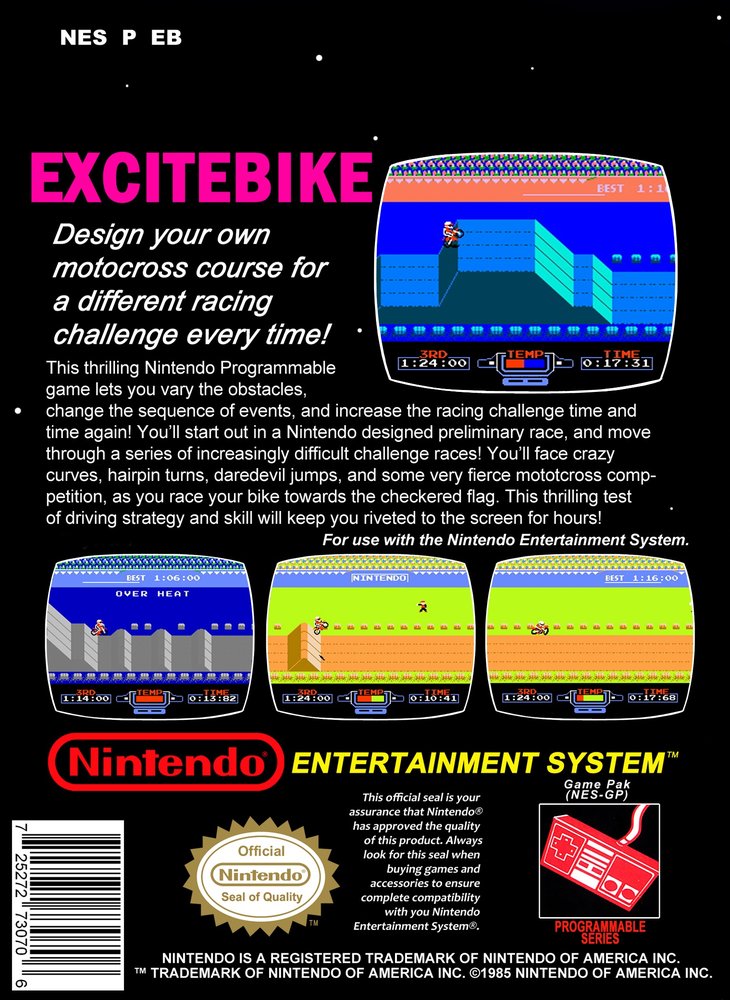 NES P EB
EXCITEBIKE
Design your own
motocross course for
a different racing
challenge every time!
BEST 1:1
3RD TEMP TIME
1:24:00 0:17:31
This thrilling Nintendo Programmable
game lets you vary the obstacles,
change the sequence of events, and increase the racing challenge time and
time again! You'll start out in a Nintendo designed preliminary race, and move
through a series of increasingly difficult challenge races! You'll face crazy
curves, hairpin turns, daredevil jumps, and some very fierce mototcross comp-
petition, as you race your bike towards the checkered flag. This thrilling test
of driving strategy and skill will keep you riveted to the screen for hours!
For use with the Nintendo Entertainment System.
BEST 1:06:00
OVER HEAT
3RD TEMP TIME
1:14:00 0:13:82
NINTENDO
3RD TEMP TIME
1:24:00 0:10:41
BEST 1:16:00
3RD TEMP TIME
1:24:00 0:17:68
Nintendo® ENTERTAINMENT SYSTEM™
Game Pak
(NES-GP)
This official seal is your
assurance that Nintendo®
has approved the quality
of this product. Always
look for this seal when
buying games and
accessories to ensure
complete compatibility
with you Nintendo
Entertainment System®.
Official
Nintendo
Seal of Quality
TM
PROGRAMMABLE
SERIES
7 25272 73070 6
NINTENDO IS A REGISTERED TRADEMARK OF NINTENDO OF AMERICA INC.
™ TRADEMARK OF NINTENDO OF AMERICA INC. ©1985 NINTENDO OF AMERICA INC.